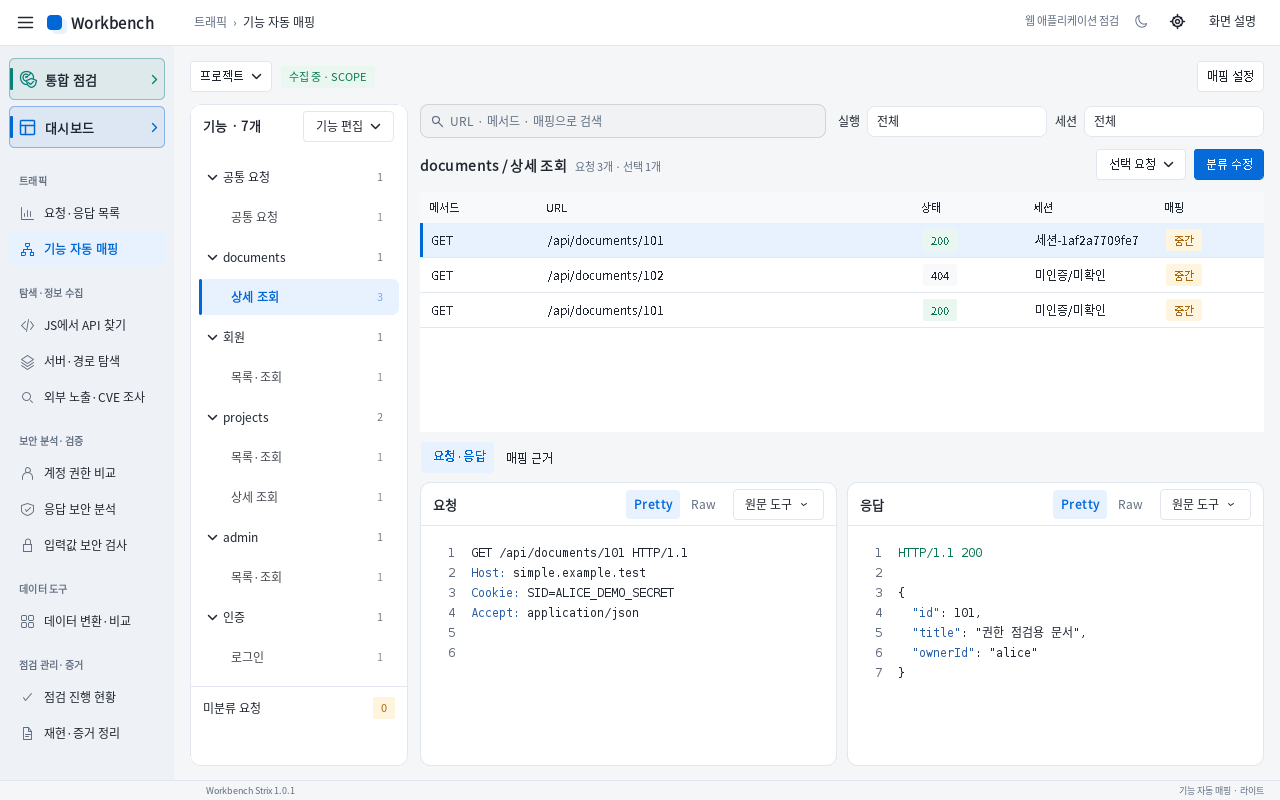 Workbench
트래픽 › 기능 자동 매핑
웹 애플리케이션 점검
화면 설명
통합 점검
대시보드
트래픽
요청·응답 목록
기능 자동 매핑
탐색·정보 수집
JS에서 API 찾기
서버·경로 탐색
외부 노출·CVE 조사
보안 분석·검증
계정 권한 비교
응답 보안 분석
입력값 보안 검사
데이터 도구
데이터 변환·비교
점검 관리·증거
점검 진행 현황
재현·증거 정리
프로젝트
수집 중 · SCOPE
매핑 설정
기능 · 7개
기능 편집
공통 요청 1
공통 요청 1
documents 1
상세 조회 3
회원 1
목록·조회 1
projects 2
목록·조회 1
상세 조회 1
admin 1
목록·조회 1
인증 1
로그인 1
미분류 요청 0
URL · 메서드 · 매핑으로 검색
실행 전체
세션 전체
documents / 상세 조회 요청 3개 · 선택 1개
선택 요청
분류 수정
메서드 URL 상태 세션 매핑
GET /api/documents/101 200 세션-1af2a7709fe7 중간
GET /api/documents/102 404 미인증/미확인 중간
GET /api/documents/101 200 미인증/미확인 중간
요청·응답
매핑 근거
요청 Pretty Raw 원문 도구
1 GET /api/documents/101 HTTP/1.1
2 Host: simple.example.test
3 Cookie: SID=ALICE_DEMO_SECRET
4 Accept: application/json
5
6
응답 Pretty Raw 원문 도구
1 HTTP/1.1 200
2
3 {
4 "id": 101,
5 "title": "권한 점검용 문서",
6 "ownerId": "alice"
7 }
Workbench Strix 1.0.1
기능 자동 매핑 · 라이트